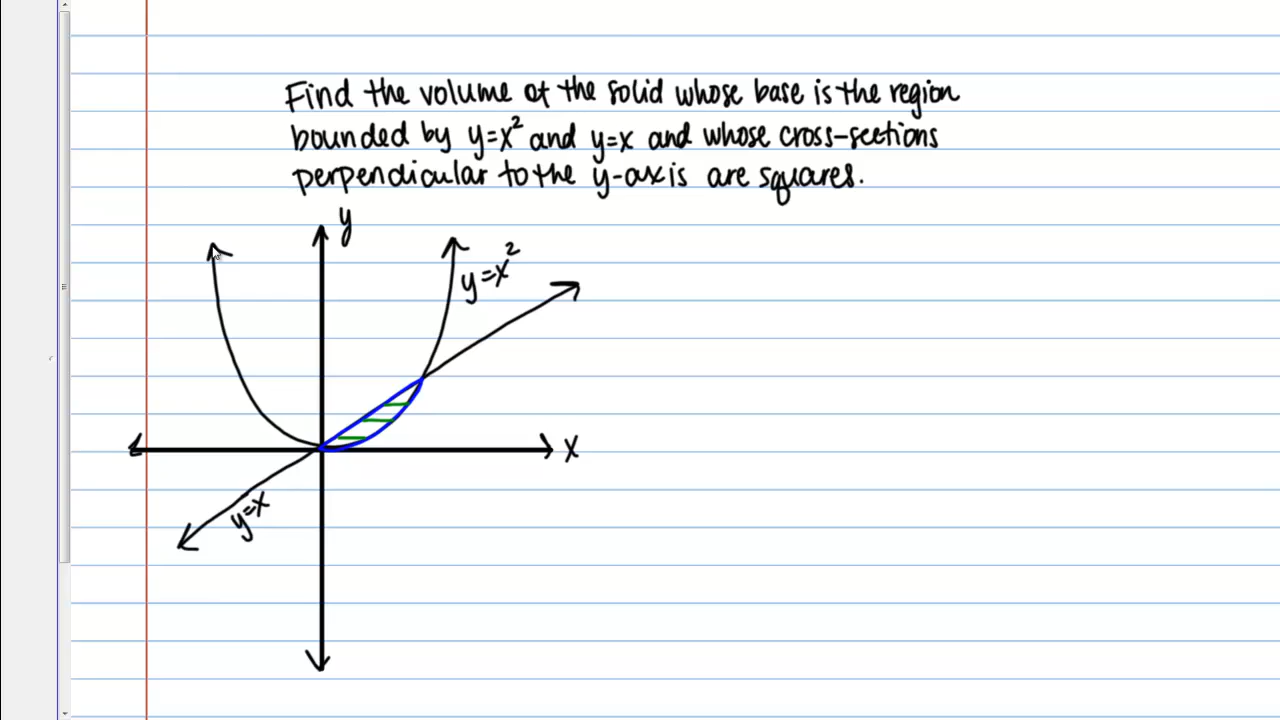 Find the volume of the solid whose base is the region
bounded by y=x² and y=x and whose cross-sections
perpendicular to the y-axis are squares.
y
y=x²
x
y=x